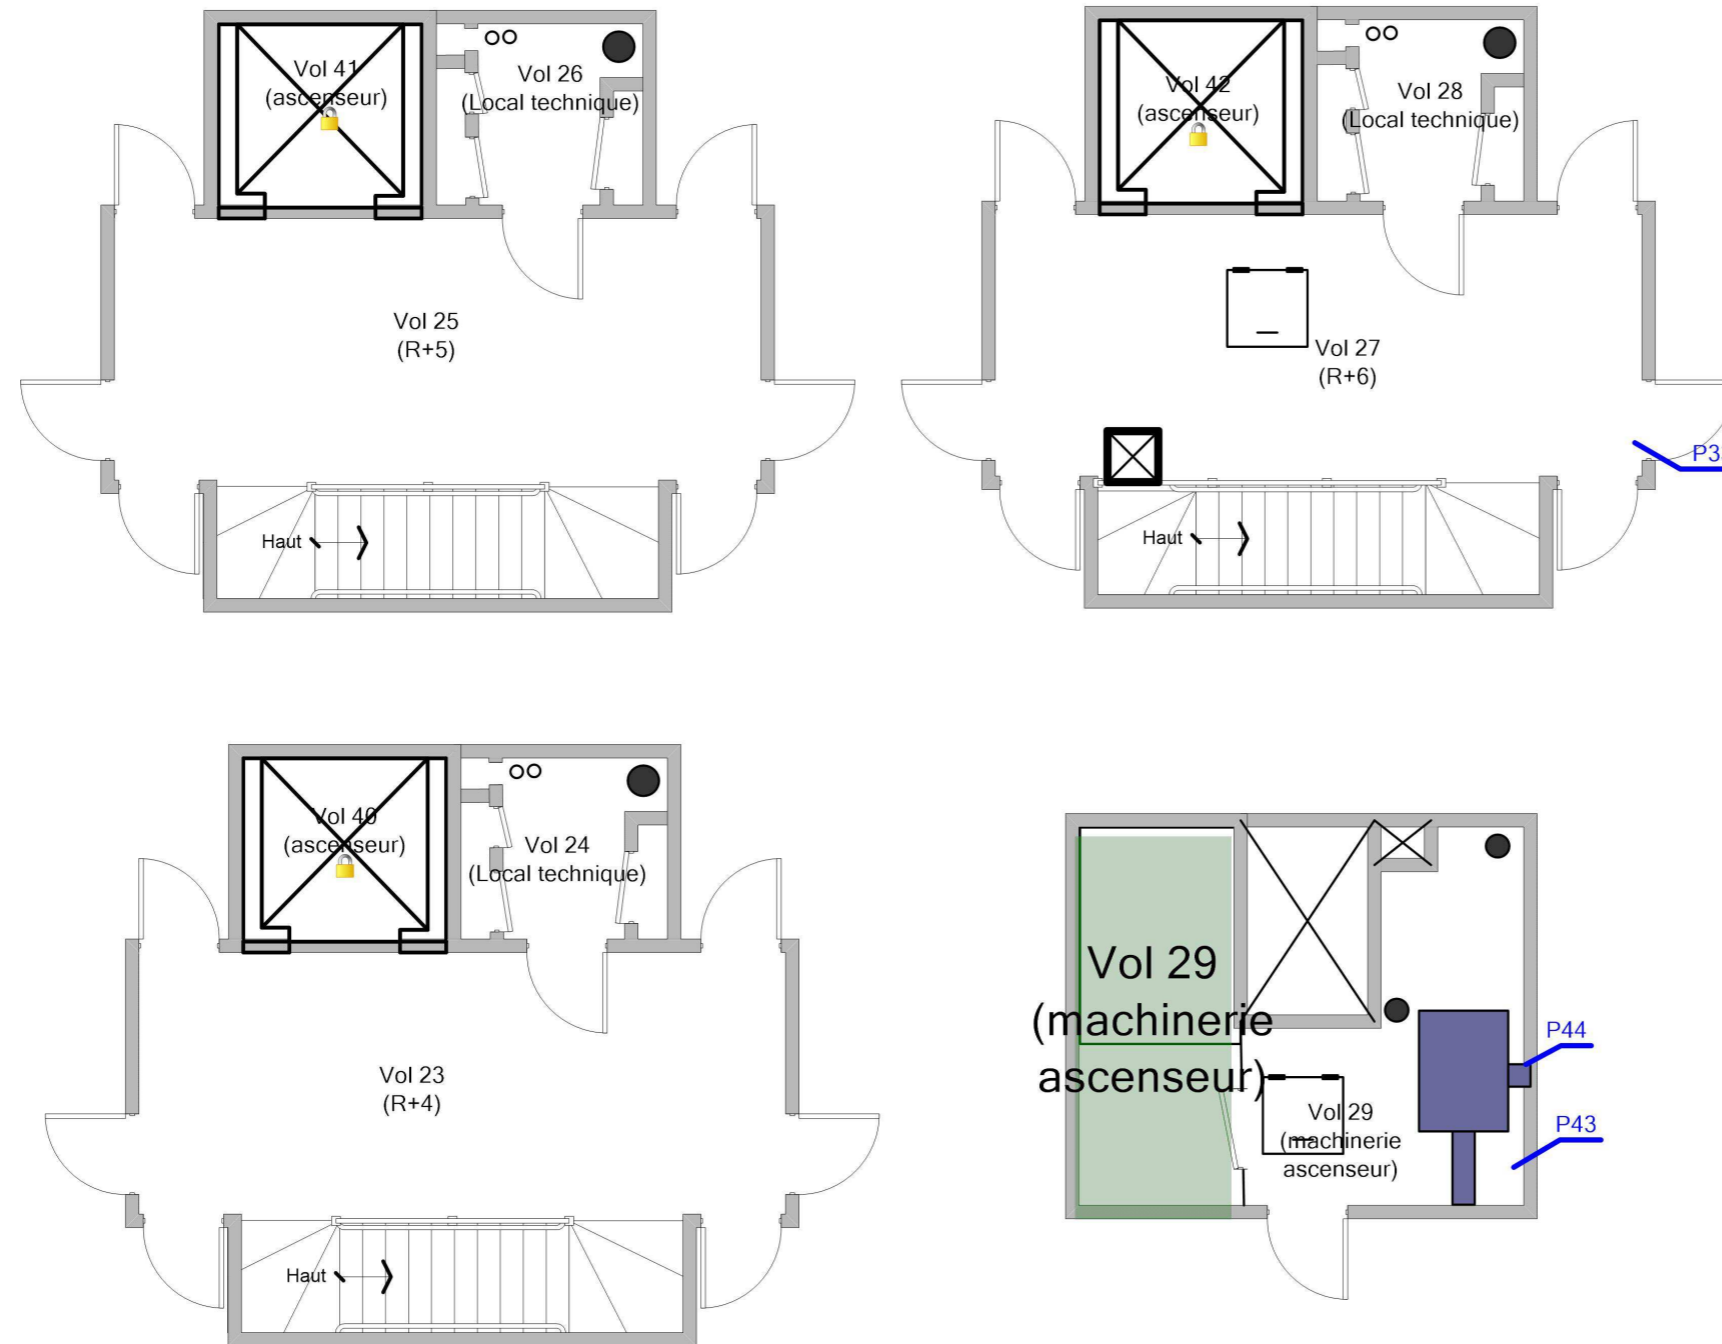 Vol 41
(ascenseur)
Vol 26
(Local technique)
Vol 25
(R+5)
Haut
Vol 42
(ascenseur)
Vol 28
(Local technique)
Vol 27
(R+6)
Haut
Vol 40
(ascenseur)
Vol 24
(Local technique)
Vol 23
(R+4)
Haut
Vol 29
(machinerie
ascenseur)
Vol 29
(machinerie
ascenseur)
P44
P43